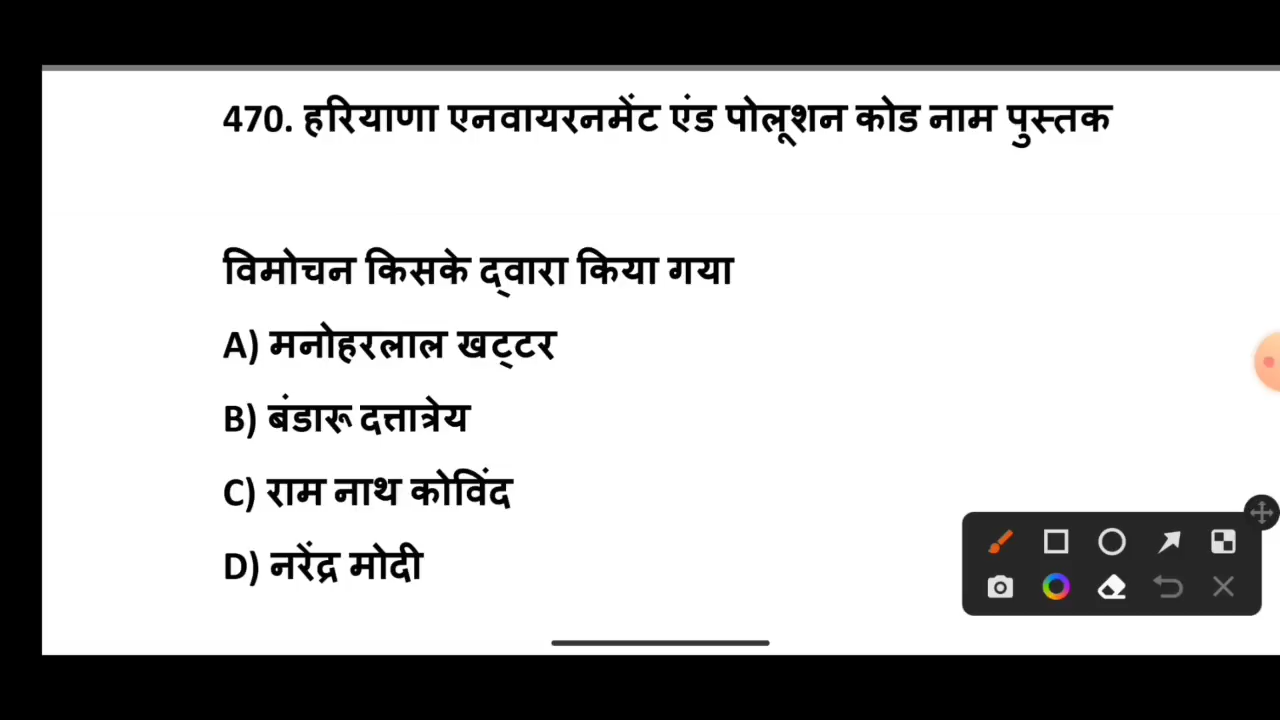 470. हरियाणा एनवायरनमेंट एंड पोलूशन कोड नाम पुस्तक
विमोचन किसके द्वारा किया गया
A) मनोहरलाल खट्टर
B) बंडारू दत्तात्रेय
C) राम नाथ कोविंद
D) नरेंद्र मोदी